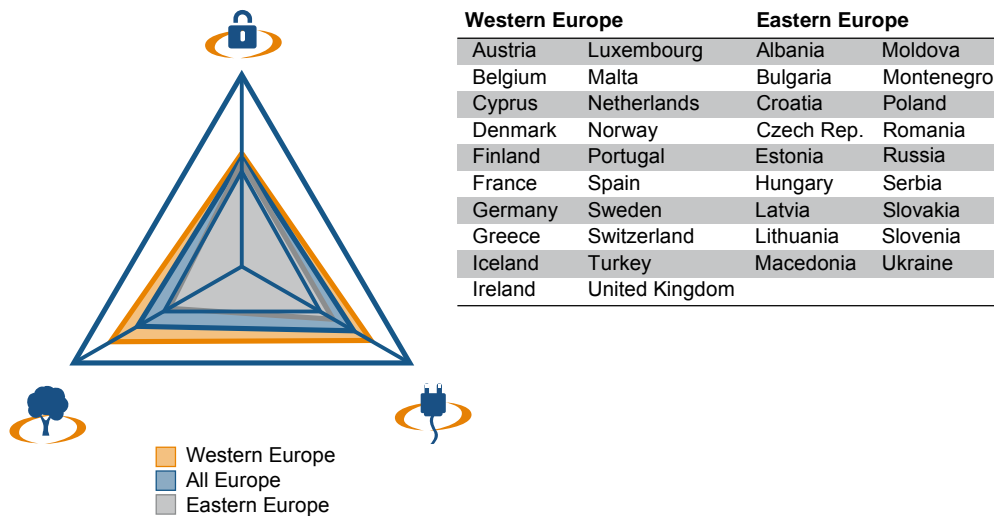 Western Europe Eastern Europe
Austria Luxembourg Albania Moldova
Belgium Malta Bulgaria Montenegro
Cyprus Netherlands Croatia Poland
Denmark Norway Czech Rep. Romania
Finland Portugal Estonia Russia
France Spain Hungary Serbia
Germany Sweden Latvia Slovakia
Greece Switzerland Lithuania Slovenia
Iceland Turkey Macedonia Ukraine
Ireland United Kingdom
Western Europe
All Europe
Eastern Europe